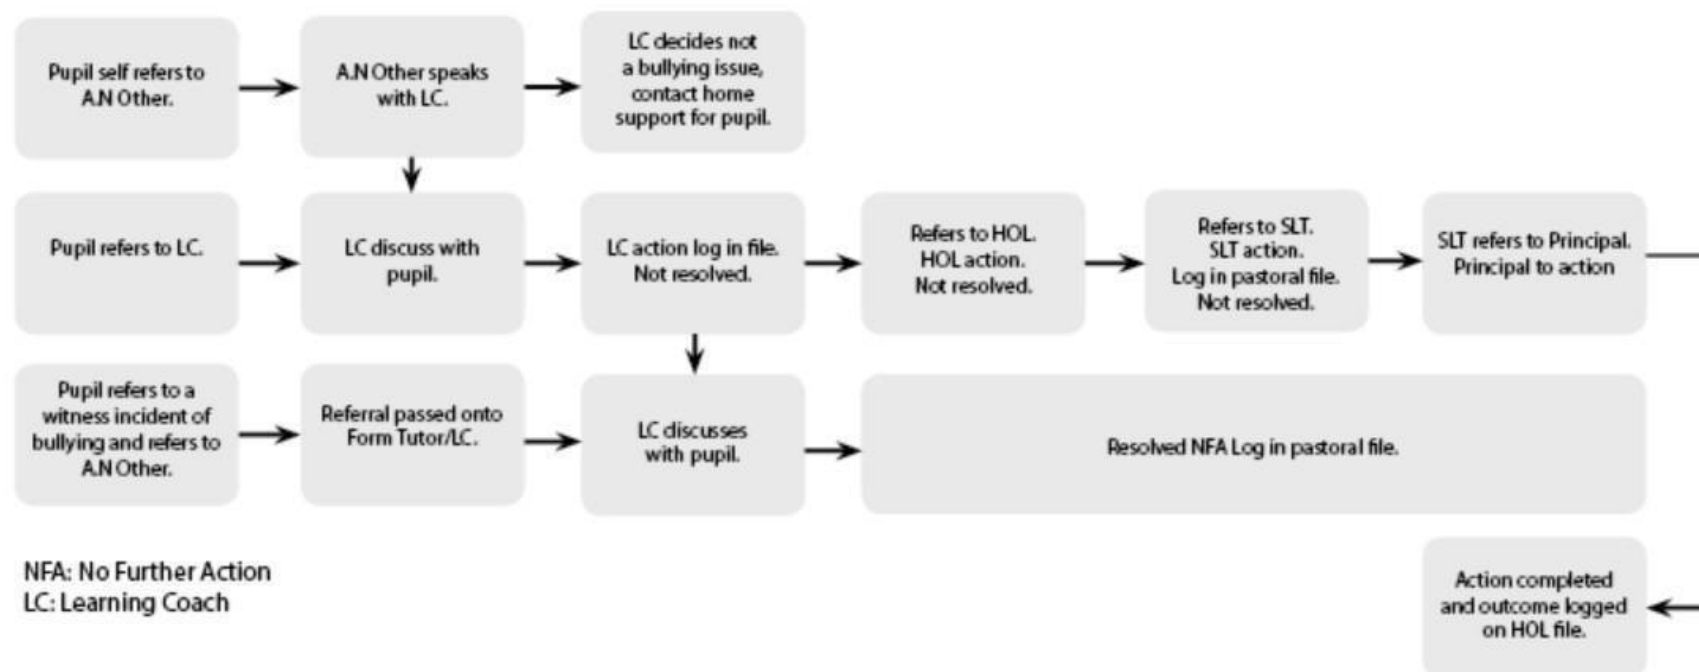 Pupil self refers to
A.N Other.
A.N Other speaks
with LC.
LC decides not
a bullying issue,
contact home
support for pupil.
Pupil refers to LC.
LC discuss with
pupil.
LC action log in file.
Not resolved.
Refers to HOL.
HOL action.
Not resolved.
Refers to SLT.
SLT action.
Log in pastoral file.
Not resolved.
SLT refers to Principal.
Principal to action
Pupil refers to a
witness incident of
bullying and refers to
A.N Other.
Referral passed onto
Form Tutor/LC.
LC discusses
with pupil.
Resolved NFA Log in pastoral file.
NFA: No Further Action
LC: Learning Coach
Action completed
and outcome logged
on HOL file.